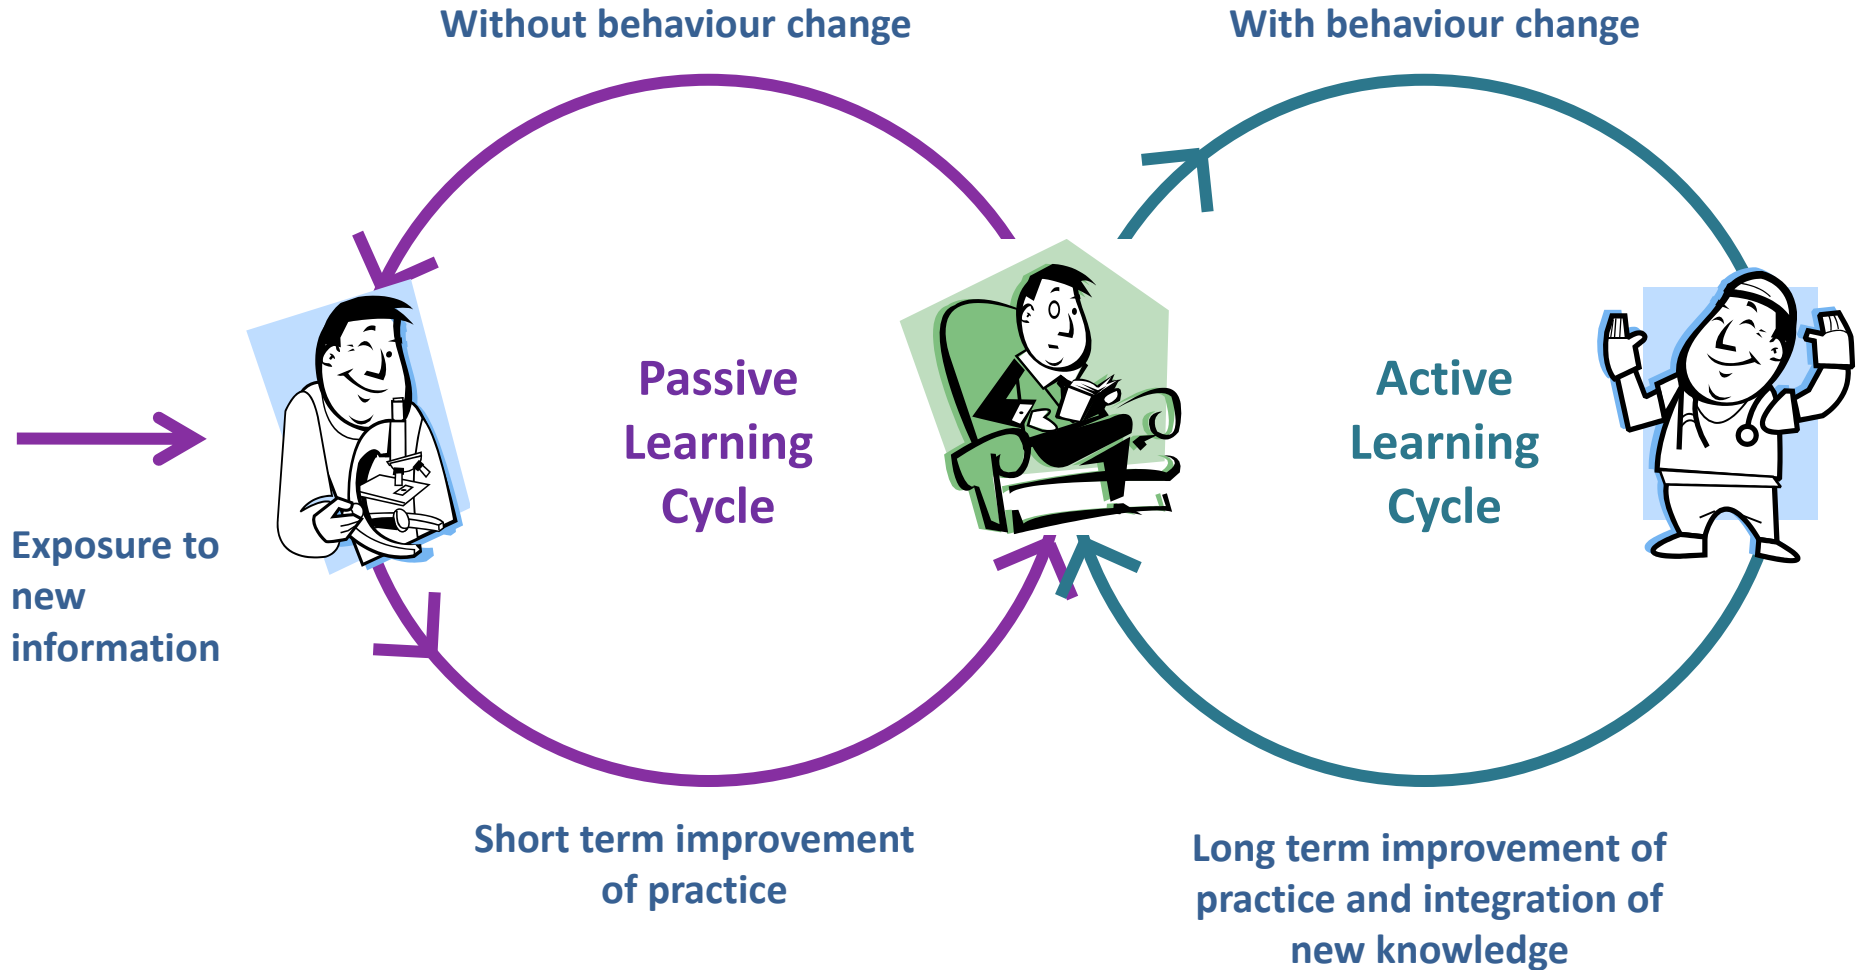 Without behaviour change
With behaviour change
Passive
Learning
Cycle
Active
Learning
Cycle
Exposure to
new
information
Short term improvement
of practice
Long term improvement of
practice and integration of
new knowledge